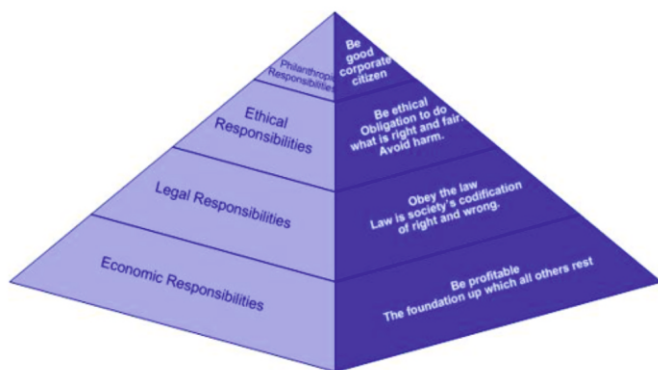 Philanthropic
Responsibilities
Be
good
corporate
citizen
Ethical
Responsibilities
Be ethical
Obligation to do
what is right and fair.
Avoid harm.
Legal Responsibilities
Obey the law
Law is society's codification
of right and wrong.
Economic Responsibilities
Be profitable
The foundation up which all others rest